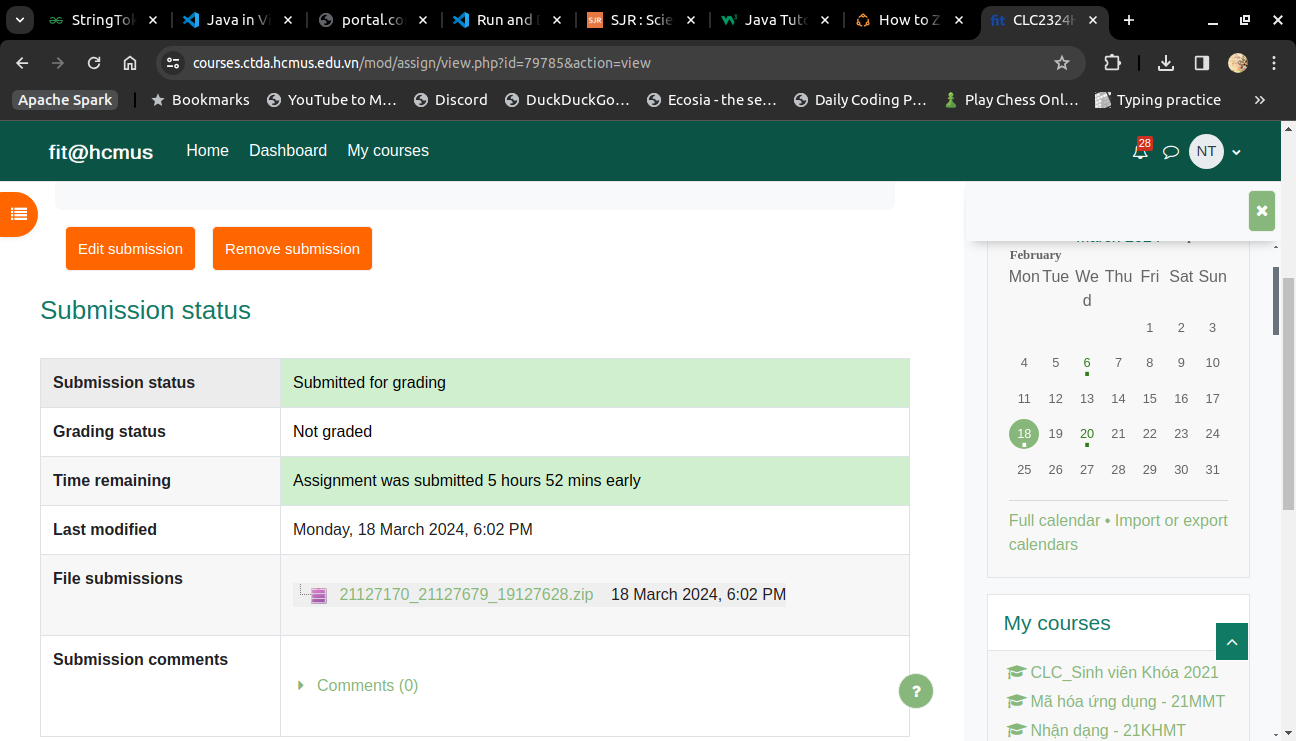 StringTok
Java in Vi
portal.co
Run and D
SJR
SJR : Scie
Java Tuto
How to Z
fit
CLC2324H
courses.ctda.hcmus.edu.vn/mod/assign/view.php?id=79785&action=view
Apache Spark
Bookmarks
YouTube to M…
Discord
DuckDuckGo…
Ecosia - the se…
Daily Coding P…
Play Chess Onl…
Typing practice
»
fit@hcmus
Home
Dashboard
My courses
28
NT
Edit submission
Remove submission
Submission status
Submission status
Submitted for grading
Grading status
Not graded
Time remaining
Assignment was submitted 5 hours 52 mins early
Last modified
Monday, 18 March 2024, 6:02 PM
File submissions
21127170_21127679_19127628.zip 18 March 2024, 6:02 PM
Submission comments
Comments (0)
?
February
Mon Tue We Thu Fri Sat Sun
d
1 2 3
4 5 6 7 8 9 10
11 12 13 14 15 16 17
18 19 20 21 22 23 24
25 26 27 28 29 30 31
Full calendar • Import or export
calendars
My courses
CLC_Sinh viên Khóa 2021
Mã hóa ứng dụng - 21MMT
Nhận dạng - 21KHMT